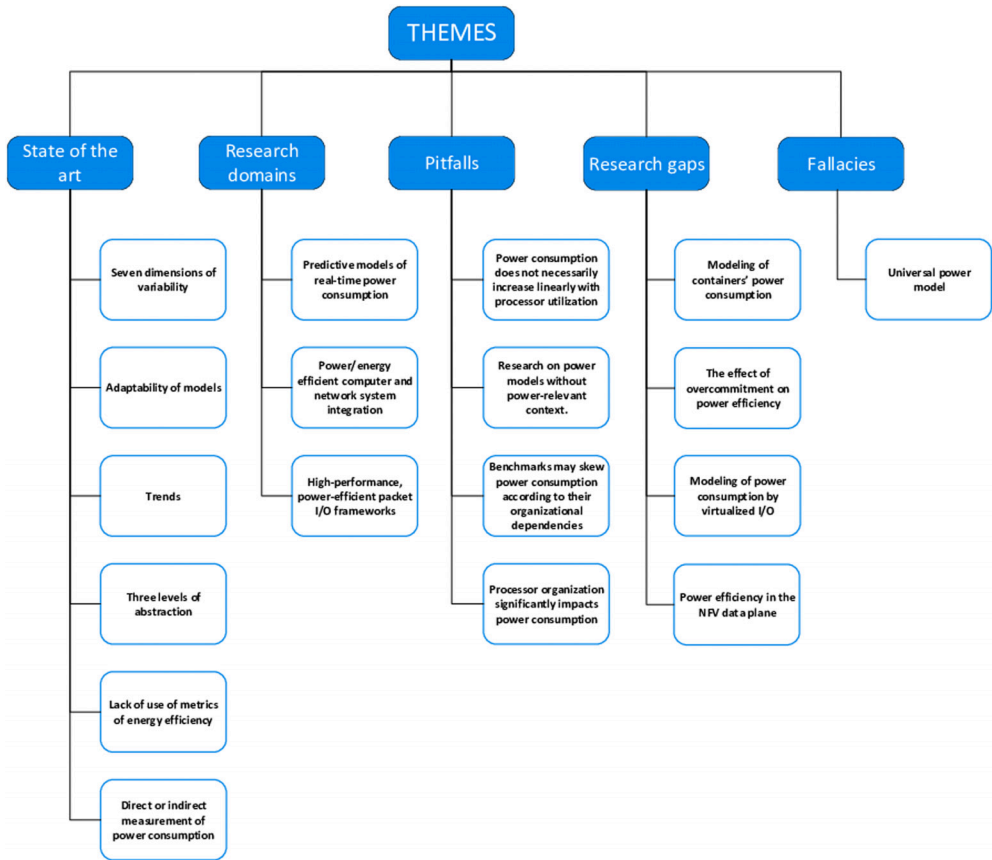 THEMES
State of the
art
Research
domains
Pitfalls
Research gaps
Fallacies
Seven dimensions of
variability
Adaptability of models
Trends
Three levels of
abstraction
Lack of use of metrics
of energy efficiency
Direct or indirect
measurement of
power consumption
Predictive models of
real-time power
consumption
Power/ energy
efficient computer and
network system
integration
High-performance,
power-efficient packet
I/O frameworks
Power consumption
does not necessarily
increase linearly with
processor utilization
Research on power
models without
power-relevant
context.
Benchmarks may skew
power consumption
according to their
organizational
dependencies
Processor organization
significantly impacts
power consumption
Modeling of
containers' power
consumption
The effect of
overcommitment on
power efficiency
Modeling of power
consumption by
virtualized I/O
Power efficiency in the
NFV data plane
Universal power
model